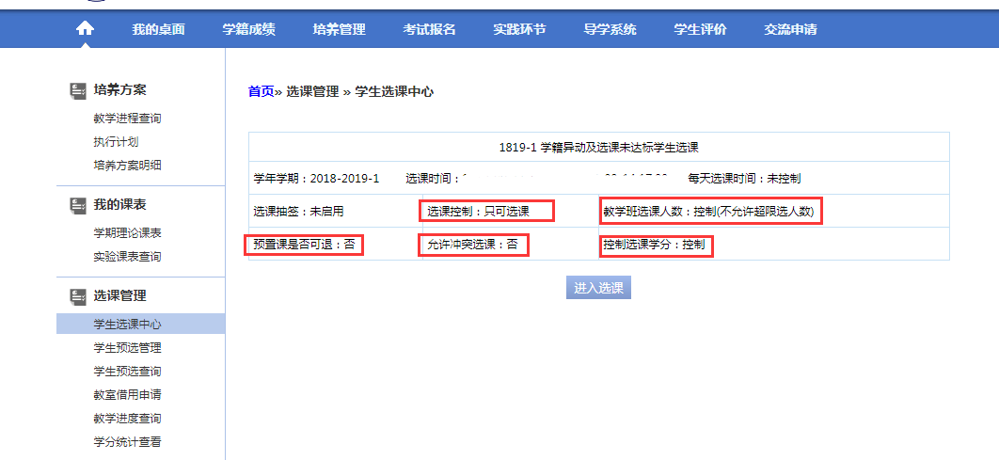 我的桌面 学籍成绩 培养管理 考试报名 实践环节 导学系统 学生评价 交流申请
培养方案
教学进程查询
执行计划
培养方案明细
我的课表
学期理论课表
实验课表查询
选课管理
学生选课中心
学生预选管理
学生预选查询
教室借用申请
教学进度查询
学分统计查看
首页» 选课管理 » 学生选课中心
1819-1 学籍异动及选课未达标学生选课
学年学期：2018-2019-1 选课时间： 每天选课时间：未控制
选课抽签：未启用 选课控制：只可选课 教学班选课人数：控制(不允许超限选人数)
预置课是否可退：否 允许冲突选课：否 控制选课学分：控制
进入选课